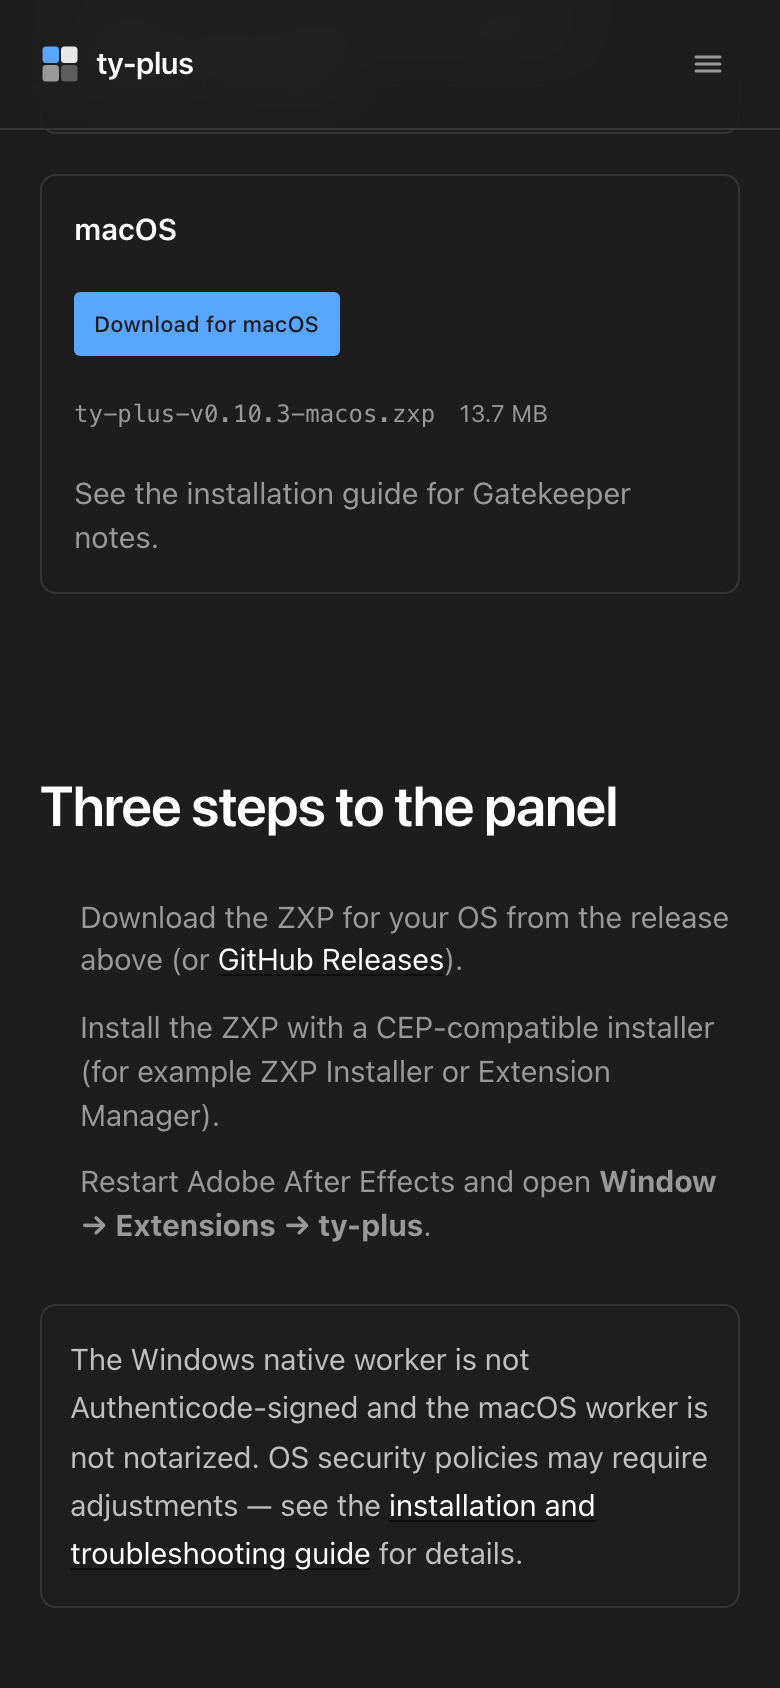 ty-plus
macOS
Download for macOS
ty-plus-v0.10.3-macos.zxp 13.7 MB
See the installation guide for Gatekeeper
notes.
Three steps to the panel
Download the ZXP for your OS from the release
above (or GitHub Releases).
Install the ZXP with a CEP-compatible installer
(for example ZXP Installer or Extension
Manager).
Restart Adobe After Effects and open Window
→ Extensions → ty-plus.
The Windows native worker is not
Authenticode-signed and the macOS worker is
not notarized. OS security policies may require
adjustments — see the installation and
troubleshooting guide for details.